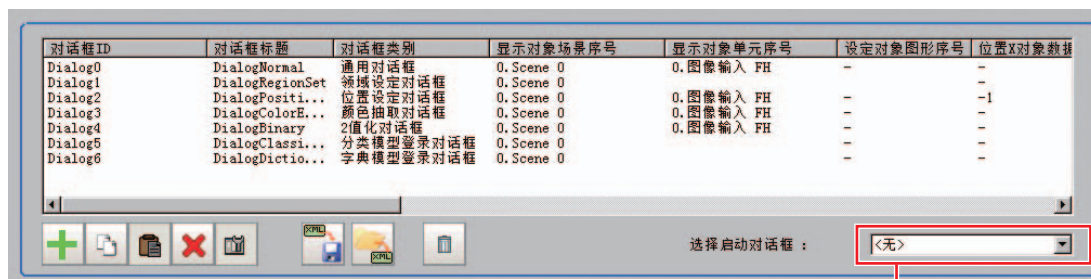 对话框ID 对话框标题 对话框类别 显示对象场景序号 显示对象单元序号 设定对象图形序号 位置X对象数据
Dialog0 DialogNormal 通用对话框 0.Scene 0 0.图像输入 FH - -
Dialog1 DialogRegionSet 领域设定对话框 0.Scene 0 - -
Dialog2 DialogPositi... 位置设定对话框 0.Scene 0 0.图像输入 FH - -1
Dialog3 DialogColorE... 颜色抽取对话框 0.Scene 0 0.图像输入 FH - -
Dialog4 DialogBinary 2值化对话框 0.Scene 0 0.图像输入 FH - -
Dialog5 DialogClassi... 分类模型登录对话框 0.Scene 0 - -
Dialog6 DialogDictio... 字典模型登录对话框 0.Scene 0 - -
XML
XML
选择启动对话框 : <无>